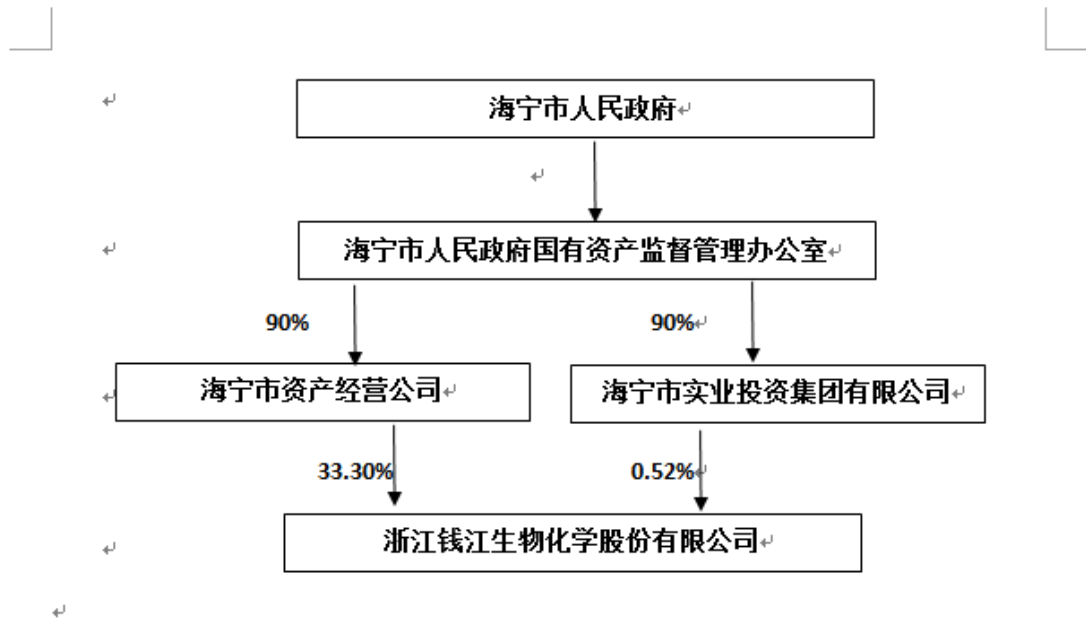 海宁市人民政府
海宁市人民政府国有资产监督管理办公室
90%
90%
海宁市资产经营公司
海宁市实业投资集团有限公司
33.30%
0.52%
浙江钱江生物化学股份有限公司